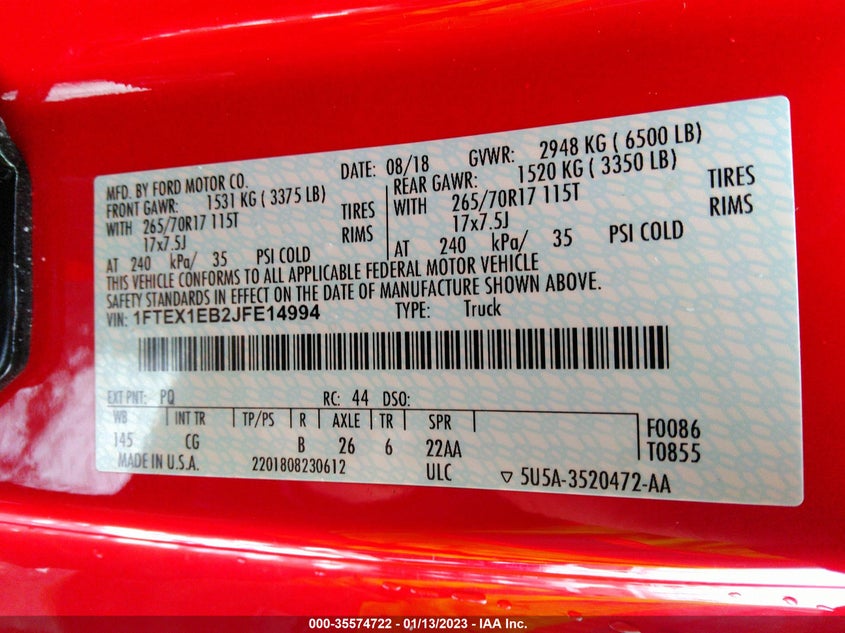 MFD. BY FORD MOTOR CO. DATE: 08/18 GVWR: 2948 KG ( 6500 LB)
FRONT GAWR: 1531 KG ( 3375 LB) REAR GAWR: 1520 KG ( 3350 LB)
WITH 265/70R17 115T TIRES WITH 265/70R17 115T TIRES
17x7.5J RIMS 17x7.5J RIMS
AT 240 kPa/ 35 PSI COLD AT 240 kPa/ 35 PSI COLD
THIS VEHICLE CONFORMS TO ALL APPLICABLE FEDERAL MOTOR VEHICLE
SAFETY STANDARDS IN EFFECT ON THE DATE OF MANUFACTURE SHOWN ABOVE.
VIN: 1FTEX1EB2JFE14994 TYPE: Truck
EXT PNT: PQ RC: 44 DSO:
WB INT TR TP/PS R AXLE TR SPR F0086
145 CG B 26 6 22AA T0855
MADE IN U.S.A. 2201808230612 ULC ▽ 5U5A-3520472-AA
000-35574722 — 01/13/2023 — IAA Inc.